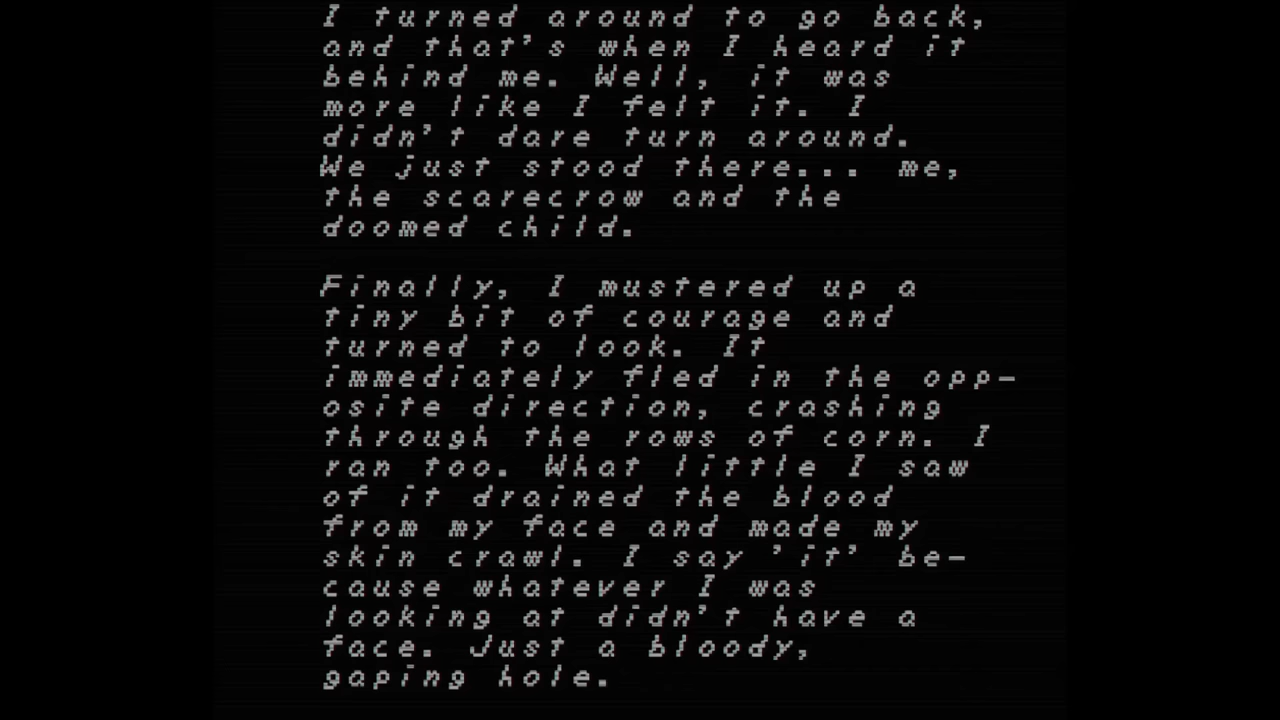 I turned around to go back,
and that's when I heard it
behind me. Well, it was
more like I felt it. I
didn't dare turn around.
We just stood there... me,
the scarecrow and the
doomed child.
Finally, I mustered up a
tiny bit of courage and
turned to look. It
immediately fled in the opp-
osite direction, crashing
through the rows of corn. I
ran too. What little I saw
of it drained the blood
from my face and made my
skin crawl. I say 'it' be-
cause whatever I was
looking at didn't have a
face. Just a bloody,
gaping hole.